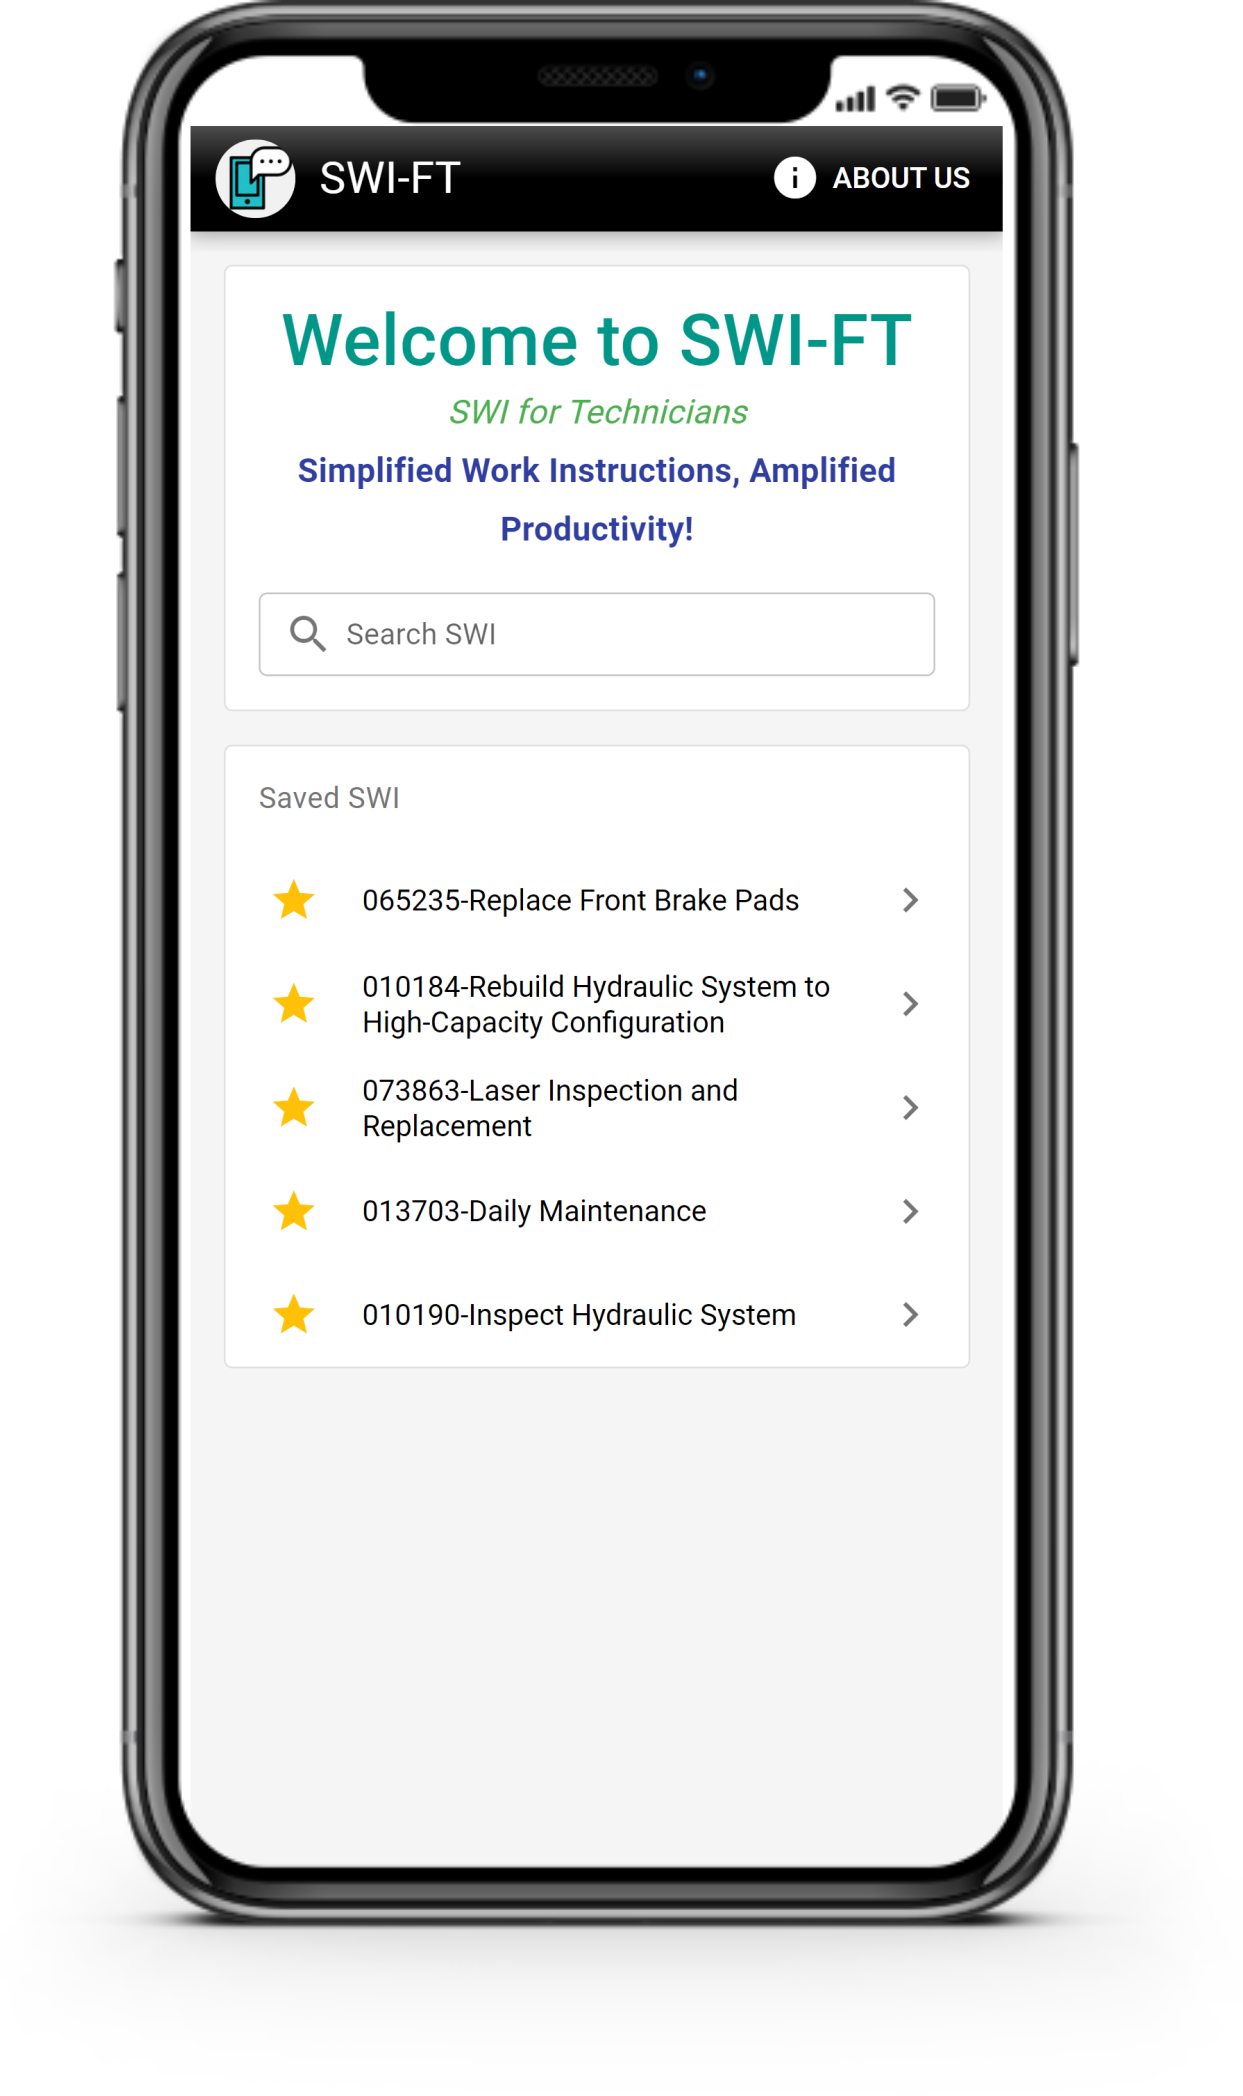 SWI-FT
ABOUT US
Welcome to SWI-FT
SWI for Technicians
Simplified Work Instructions, Amplified
Productivity!
Search SWI
Saved SWI
065235-Replace Front Brake Pads
010184-Rebuild Hydraulic System to
High-Capacity Configuration
073863-Laser Inspection and
Replacement
013703-Daily Maintenance
010190-Inspect Hydraulic System